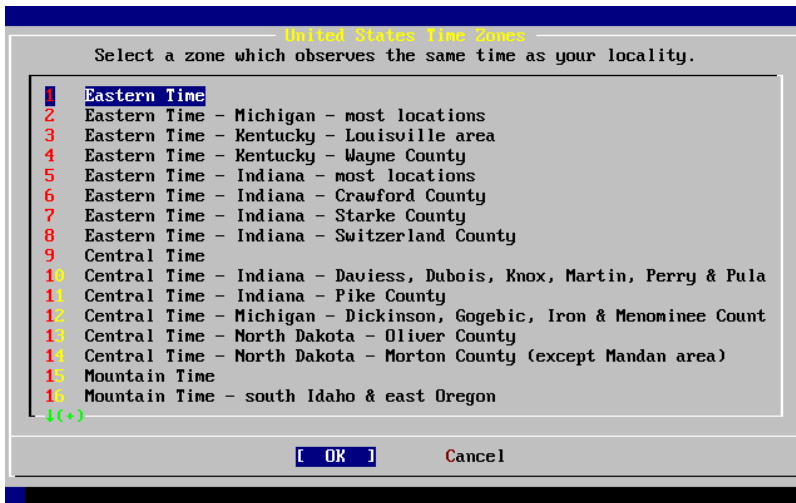 United States Time Zones
Select a zone which observes the same time as your locality.
1 Eastern Time
2 Eastern Time - Michigan - most locations
3 Eastern Time - Kentucky - Louisville area
4 Eastern Time - Kentucky - Wayne County
5 Eastern Time - Indiana - most locations
6 Eastern Time - Indiana - Crawford County
7 Eastern Time - Indiana - Starke County
8 Eastern Time - Indiana - Switzerland County
9 Central Time
10 Central Time - Indiana - Daviess, Dubois, Knox, Martin, Perry & Pula
11 Central Time - Indiana - Pike County
12 Central Time - Michigan - Dickinson, Gogebic, Iron & Menominee Count
13 Central Time - North Dakota - Oliver County
14 Central Time - North Dakota - Morton County (except Mandan area)
15 Mountain Time
16 Mountain Time - south Idaho & east Oregon
↓(+)
[ OK ] Cancel